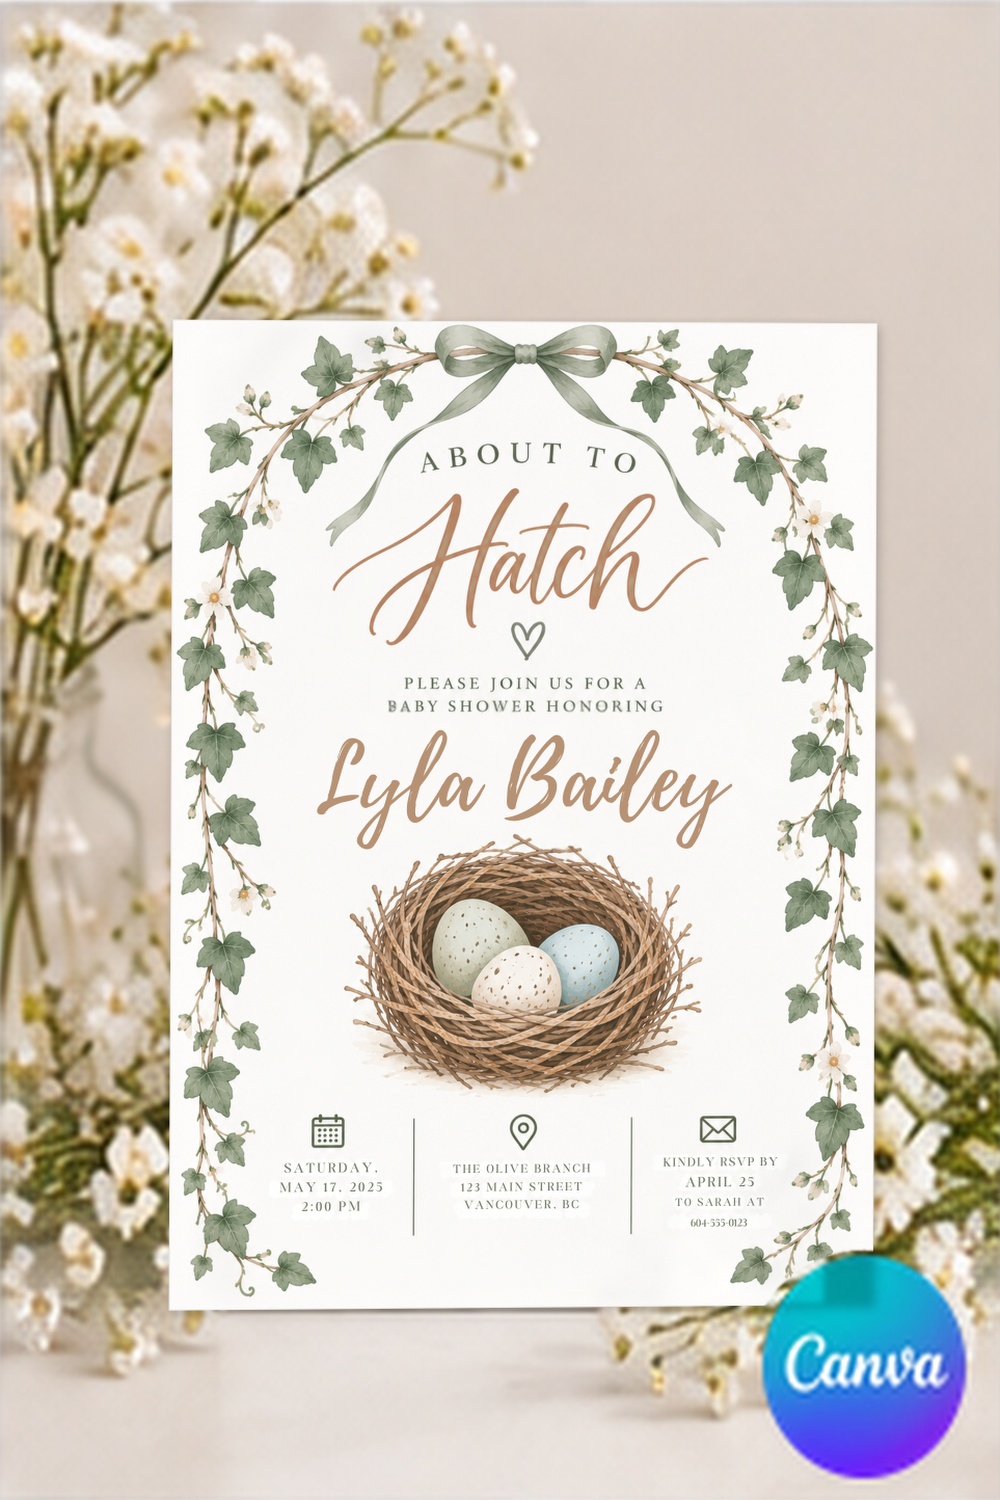 ABOUT TO
Hatch
PLEASE JOIN US FOR A
BABY SHOWER HONORING
Lyla Bailey
SATURDAY,
MAY 17, 2025
2:00 PM
THE OLIVE BRANCH
123 MAIN STREET
VANCOUVER, BC
KINDLY RSVP BY
APRIL 25
TO SARAH AT
604-555-0123
Canva